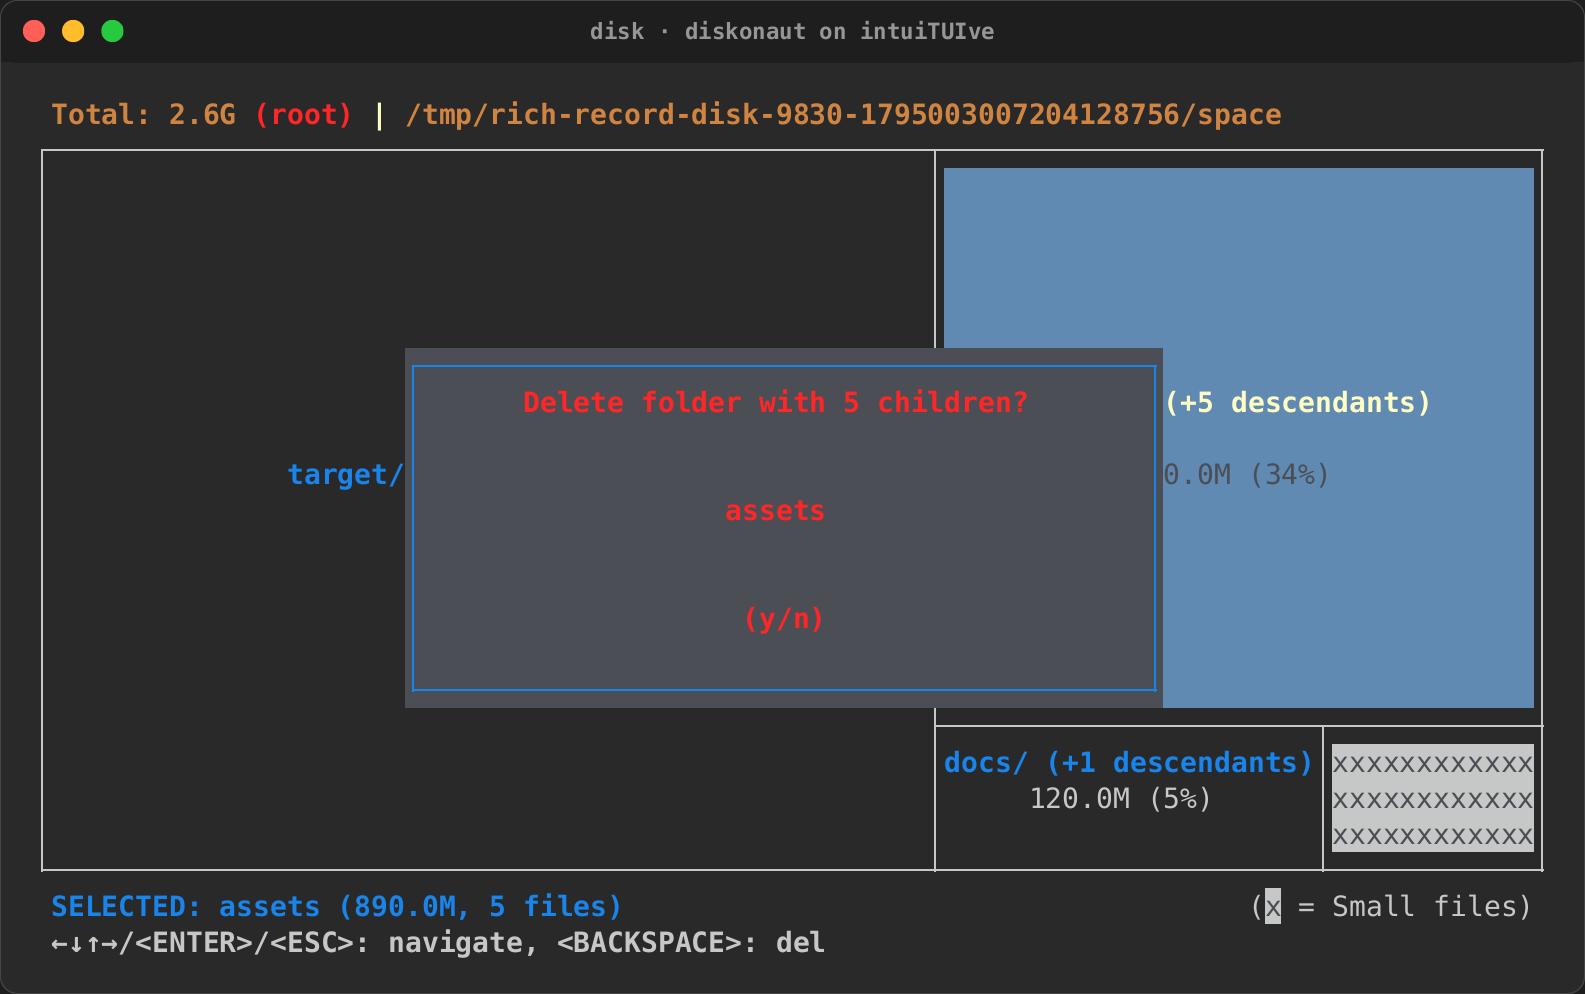 disk · diskonaut on intuiTUIve
Total: 2.6G (root) | /tmp/rich-record-disk-9830-1795003007204128756/space
Delete folder with 5 children?
(+5 descendants)
target/
0.0M (34%)
assets
(y/n)
docs/ (+1 descendants)
120.0M (5%)
xxxxxxxxxxxx
xxxxxxxxxxxx
xxxxxxxxxxxx
SELECTED: assets (890.0M, 5 files)
(x = Small files)
←↓↑→/<ENTER>/<ESC>: navigate, <BACKSPACE>: del